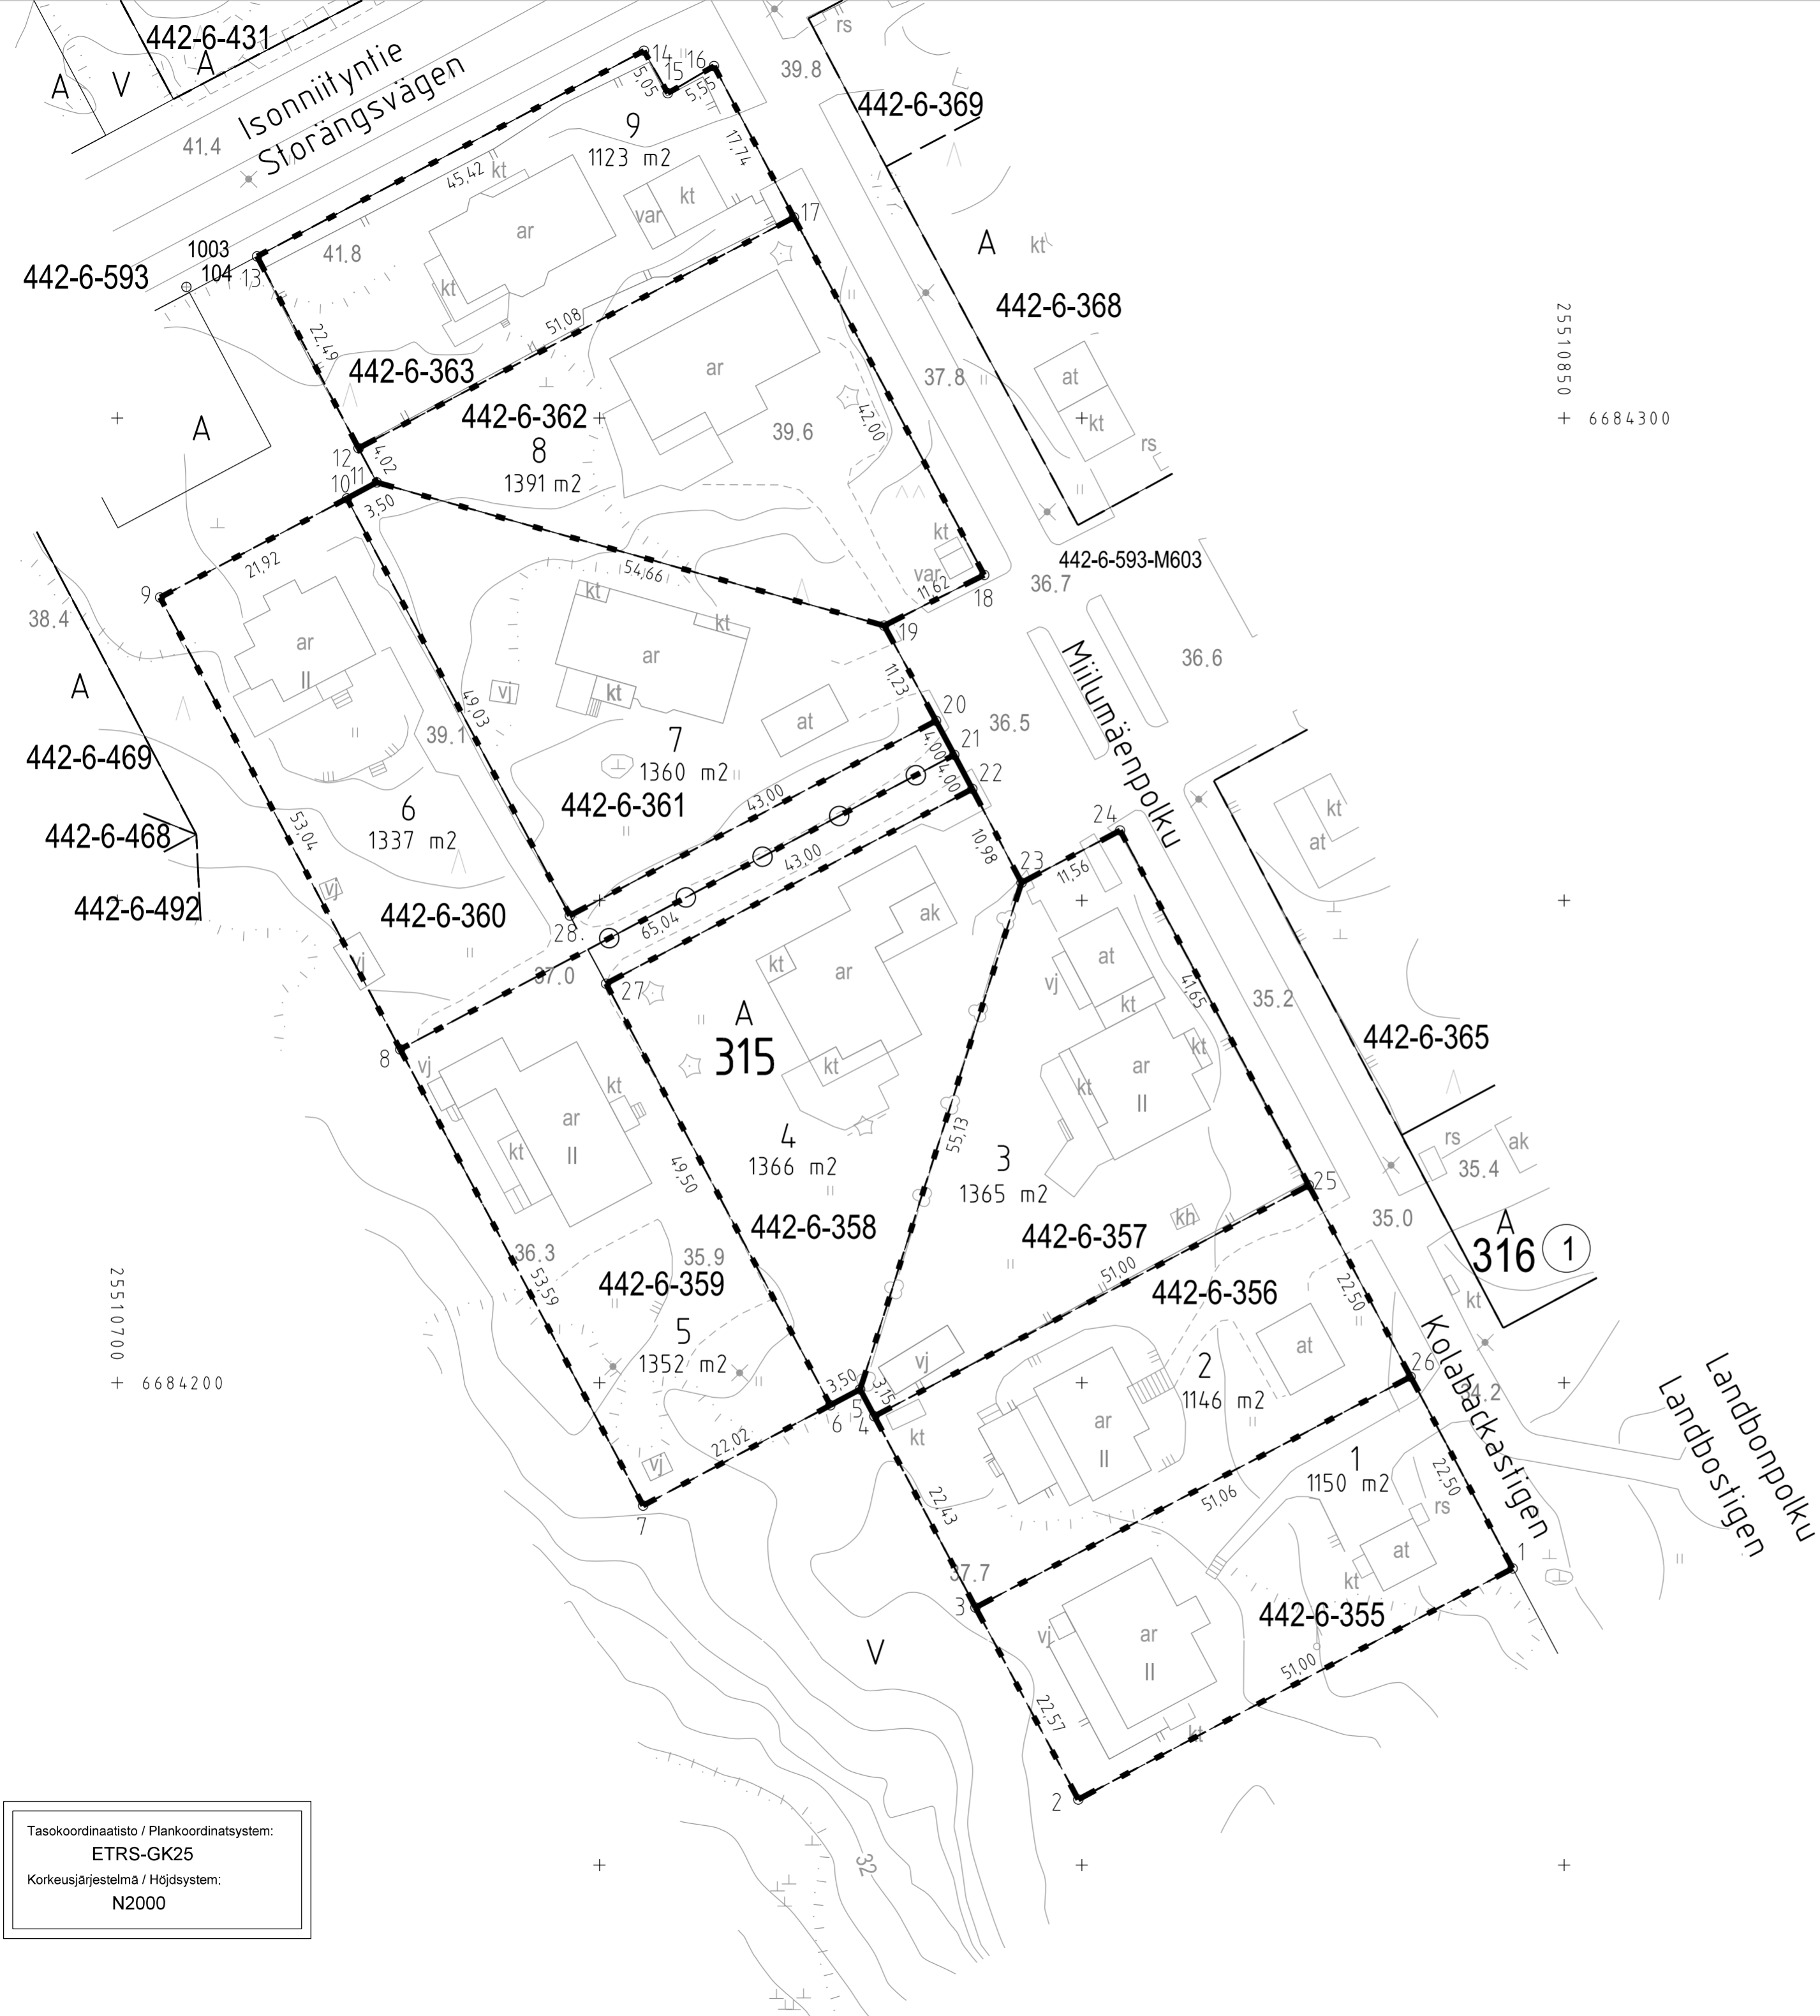 442-6-431
A
A
V
Isonniityntie
Storängsvägen
41.4
rs
39.8
442-6-369
14
15
16
5,05
5,55
9
1123 m2
17,74
45,42
kt
var
kt
ar
17
1003
104
13
442-6-593
41.8
kt
A
kt
442-6-368
22,49
51,08
442-6-363
ar
37.8
at
kt
rs
25510850
6684300
442-6-362
8
1391 m2
39.6
42,00
A
12
4,02
10
11
3,50
kt
var
442-6-593-M603
54,66
21,92
9
11,62
18
36.7
38.4
19
kt
kt
ar
ar
II
36.6
Miilumäenpolku
A
vj
kt
11,23
49,03
at
20
36.5
39.1
7
1360 m2
4,00
21
442-6-469
442-6-361
4,00
22
43,00
6
1337 m2
53,04
442-6-468
43,00
10,98
24
kt
at
23
11,56
vj
442-6-492
442-6-360
ak
28
65,04
kt
ar
at
37.0
vj
27
vj
kt
41,65
35.2
A
315
442-6-365
8
vj
kt
kt
ar
II
kt
kt
ar
II
kt
4
1366 m2
49,50
55,13
3
1365 m2
rs
ak
35.4
25
kh
35.0
A
316
1
442-6-358
442-6-357
36.3
35.9
53,59
442-6-359
51,00
442-6-356
22,50
kt
25510700
6684200
5
1352 m2
at
Kolabackastigen
vj
2
1146 m2
26
34.2
Landbonpolku
Landbostigen
3,50
3,15
6
5
4
kt
ar
II
22,02
vj
7
1
1150 m2
22,50
22,43
51,06
rs
at
kt
1
37.7
3
442-6-355
vj
ar
II
V
51,00
22,57
kt
2
32
Tasokoordinaatisto / Plankoordinatsystem:
ETRS-GK25
Korkeusjärjestelmä / Höjdsystem:
N2000